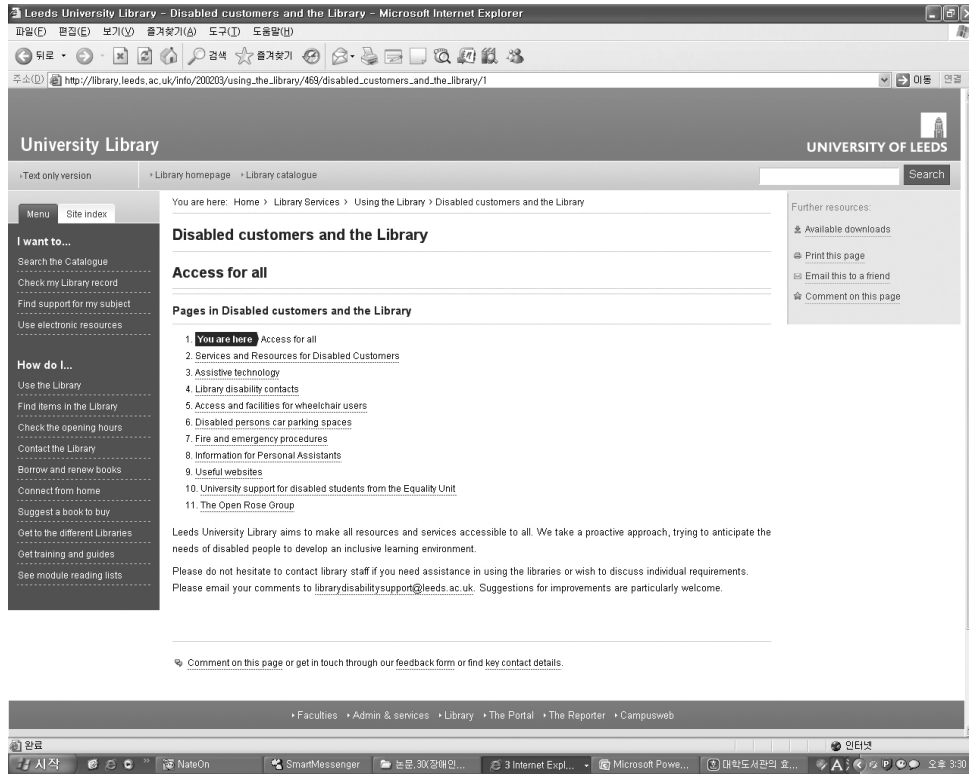 Leeds University Library - Disabled customers and the Library - Microsoft Internet Explorer
파일(F) 편집(E) 보기(V) 즐겨찾기(A) 도구(T) 도움말(H)
뒤로 검색 즐겨찾기
주소(D) http://library.leeds.ac.uk/info/200203/using_the_library/469/disabled_customers_and_the_library/1 이동 연결
University Library
UNIVERSITY OF LEEDS
Text only version Library homepage Library catalogue Search
Menu Site index
I want to...
Search the Catalogue
Check my Library record
Find support for my subject
Use electronic resources
How do I...
Use the Library
Find items in the Library
Check the opening hours
Contact the Library
Borrow and renew books
Connect from home
Suggest a book to buy
Get to the different Libraries
Get training and guides
See module reading lists
You are here: Home > Library Services > Using the Library > Disabled customers and the Library
Disabled customers and the Library
Access for all
Pages in Disabled customers and the Library
1. You are here Access for all
2. Services and Resources for Disabled Customers
3. Assistive technology
4. Library disability contacts
5. Access and facilities for wheelchair users
6. Disabled persons car parking spaces
7. Fire and emergency procedures
8. Information for Personal Assistants
9. Useful websites
10. University support for disabled students from the Equality Unit
11. The Open Rose Group
Leeds University Library aims to make all resources and services accessible to all. We take a proactive approach, trying to anticipate the
needs of disabled people to develop an inclusive learning environment.
Please do not hesitate to contact library staff if you need assistance in using the libraries or wish to discuss individual requirements.
Please email your comments to librarydisabilitysupport@leeds.ac.uk. Suggestions for improvements are particularly welcome.
Comment on this page or get in touch through our feedback form or find key contact details.
Further resources:
Available downloads
Print this page
Email this to a friend
Comment on this page
Faculties Admin & services Library The Portal The Reporter Campusweb
완료 인터넷
시작 NateOn SmartMessenger 논문,3(X장애인... 3 Internet Expl... Microsoft Powe... 대학도서관의 효... 오후 3:30